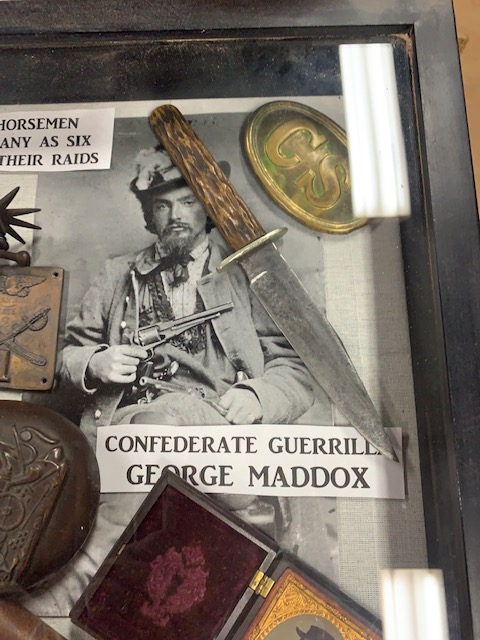 HORSEMEN
ANY AS SIX
THEIR RAIDS
CS
CONFEDERATE GUERRILL
GEORGE MADDOX